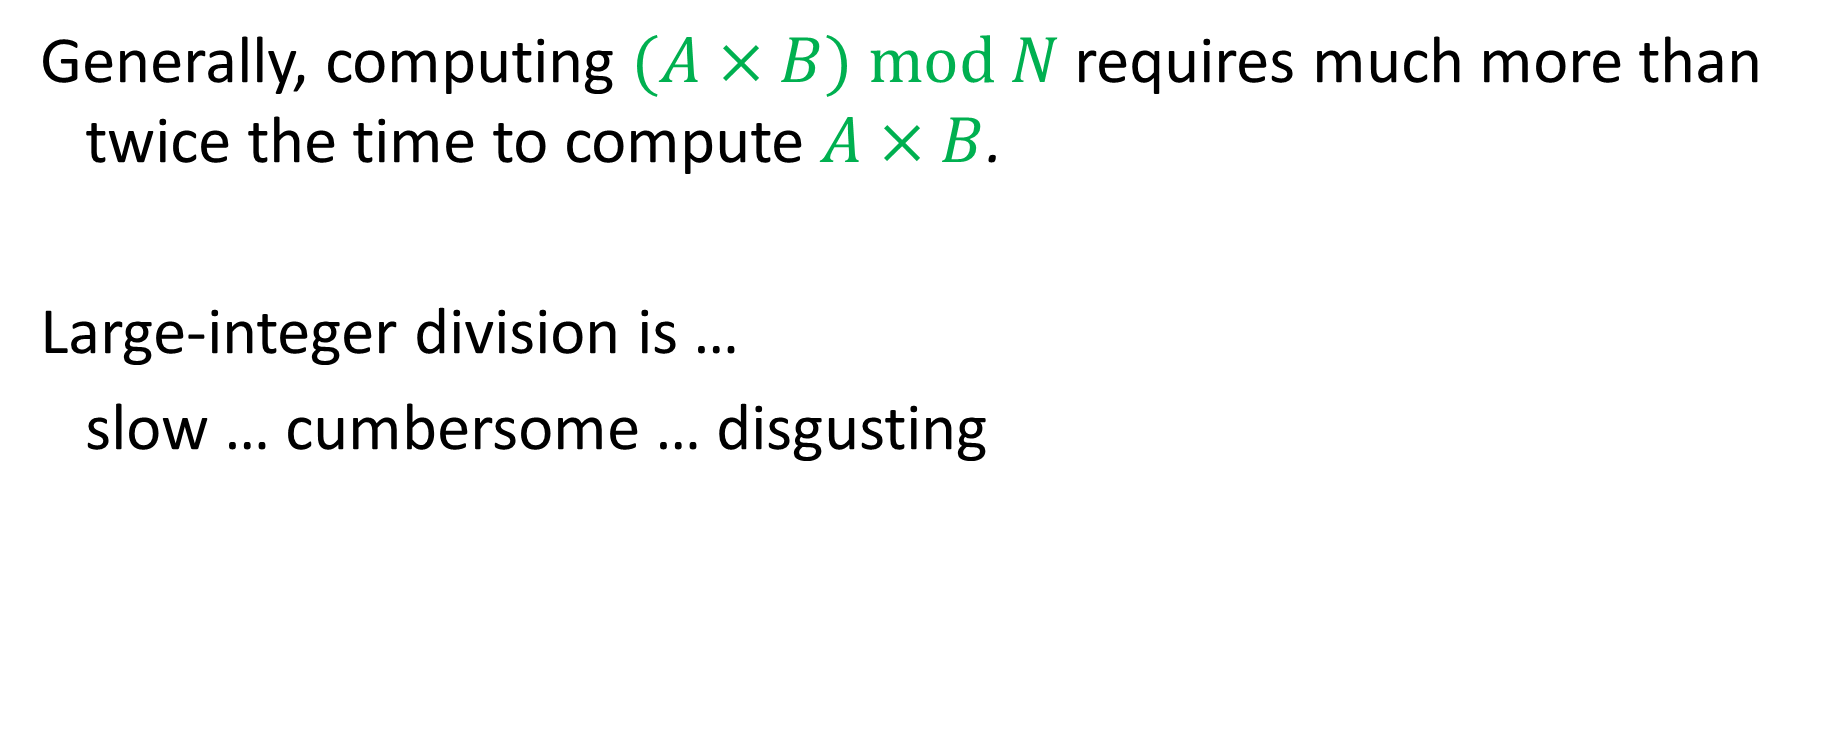 Generally, computing (A × B) mod N requires much more than
twice the time to compute A × B.
Large-integer division is ...
slow ... cumbersome ... disgusting